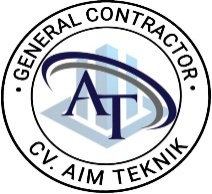 GENERAL CONTRACTOR
AT
CV. AIM TEKNIK